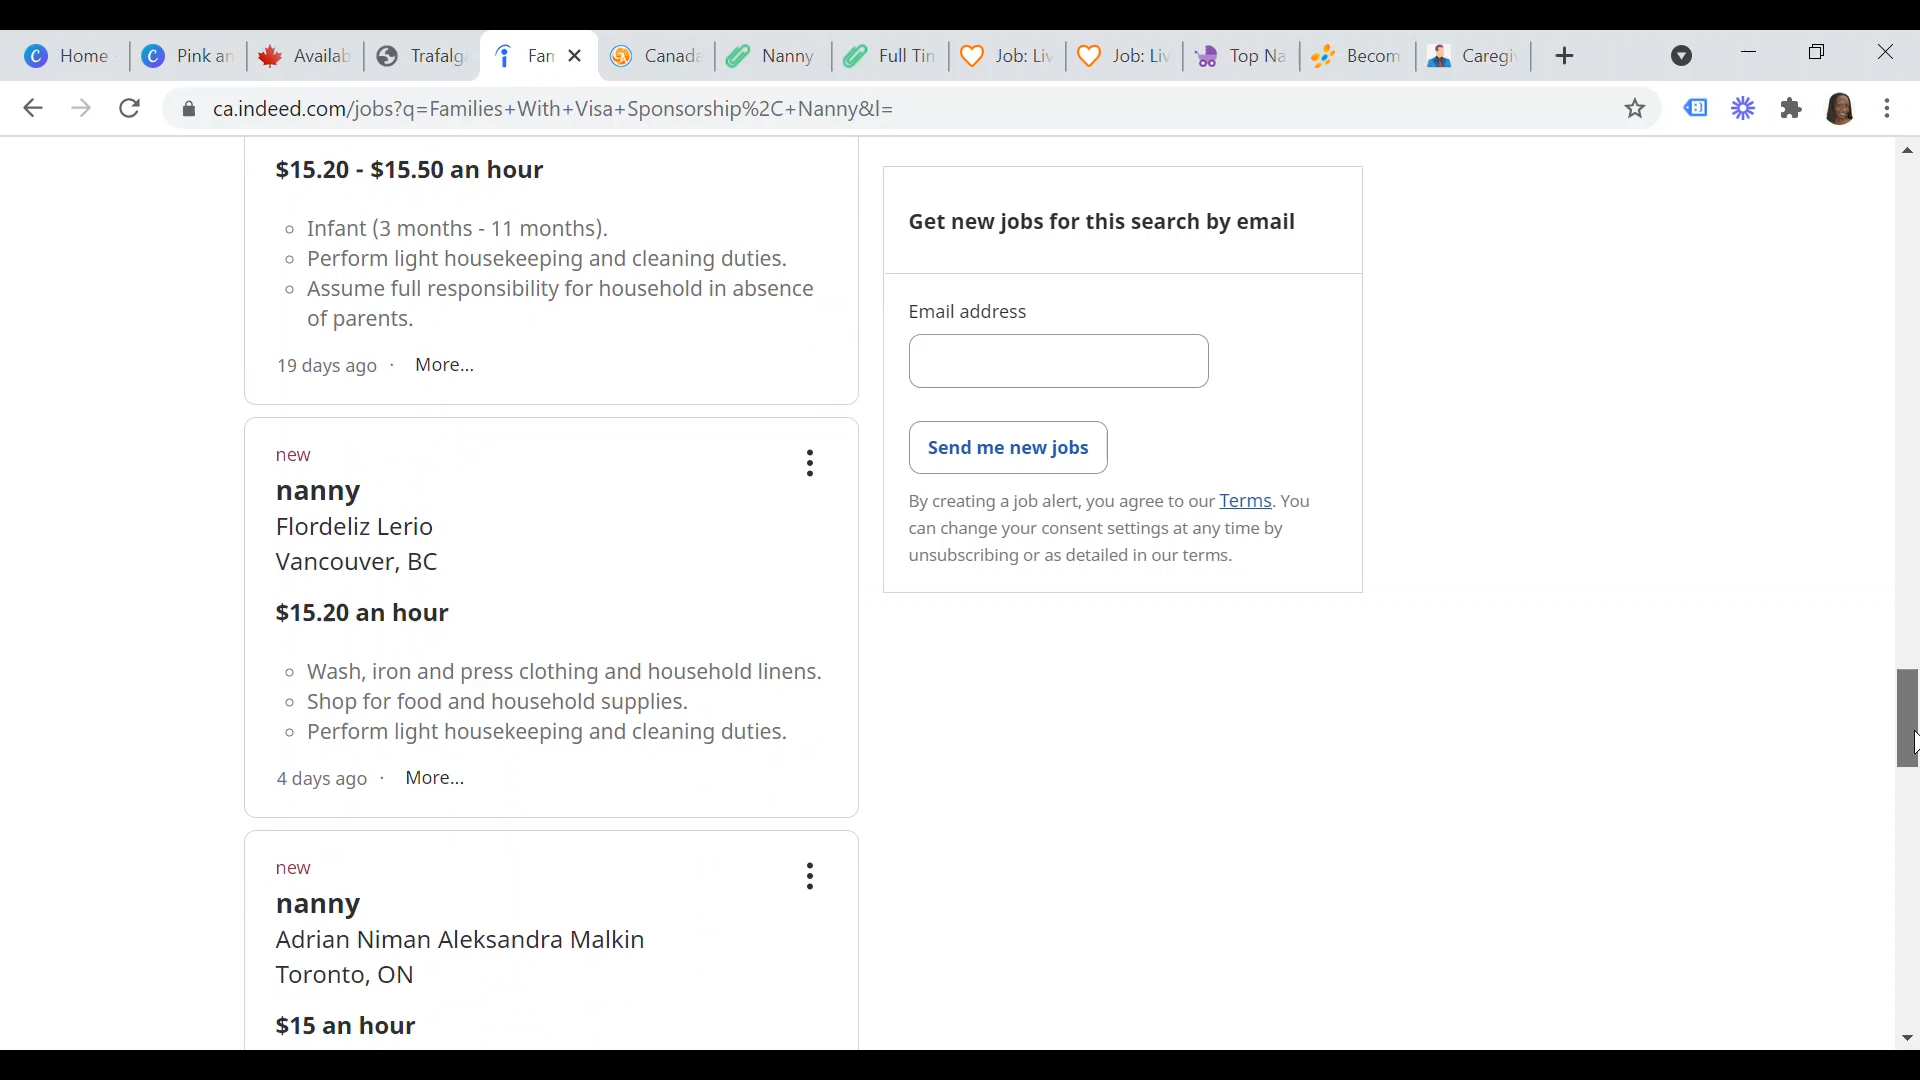 Home
Pink an
Availab
Trafalg
Fan
Canada
Nanny
Full Tin
Job: Liv
Job: Liv
Top Na
Becom
Caregi
ca.indeed.com/jobs?q=Families+With+Visa+Sponsorship%2C+Nanny&l=
$15.20 - $15.50 an hour
Infant (3 months - 11 months).
Perform light housekeeping and cleaning duties.
Assume full responsibility for household in absence
of parents.
19 days ago · More...
new
nanny
Flordeliz Lerio
Vancouver, BC
$15.20 an hour
Wash, iron and press clothing and household linens.
Shop for food and household supplies.
Perform light housekeeping and cleaning duties.
4 days ago · More...
new
nanny
Adrian Niman Aleksandra Malkin
Toronto, ON
$15 an hour
Get new jobs for this search by email
Email address
Send me new jobs
By creating a job alert, you agree to our Terms. You
can change your consent settings at any time by
unsubscribing or as detailed in our terms.